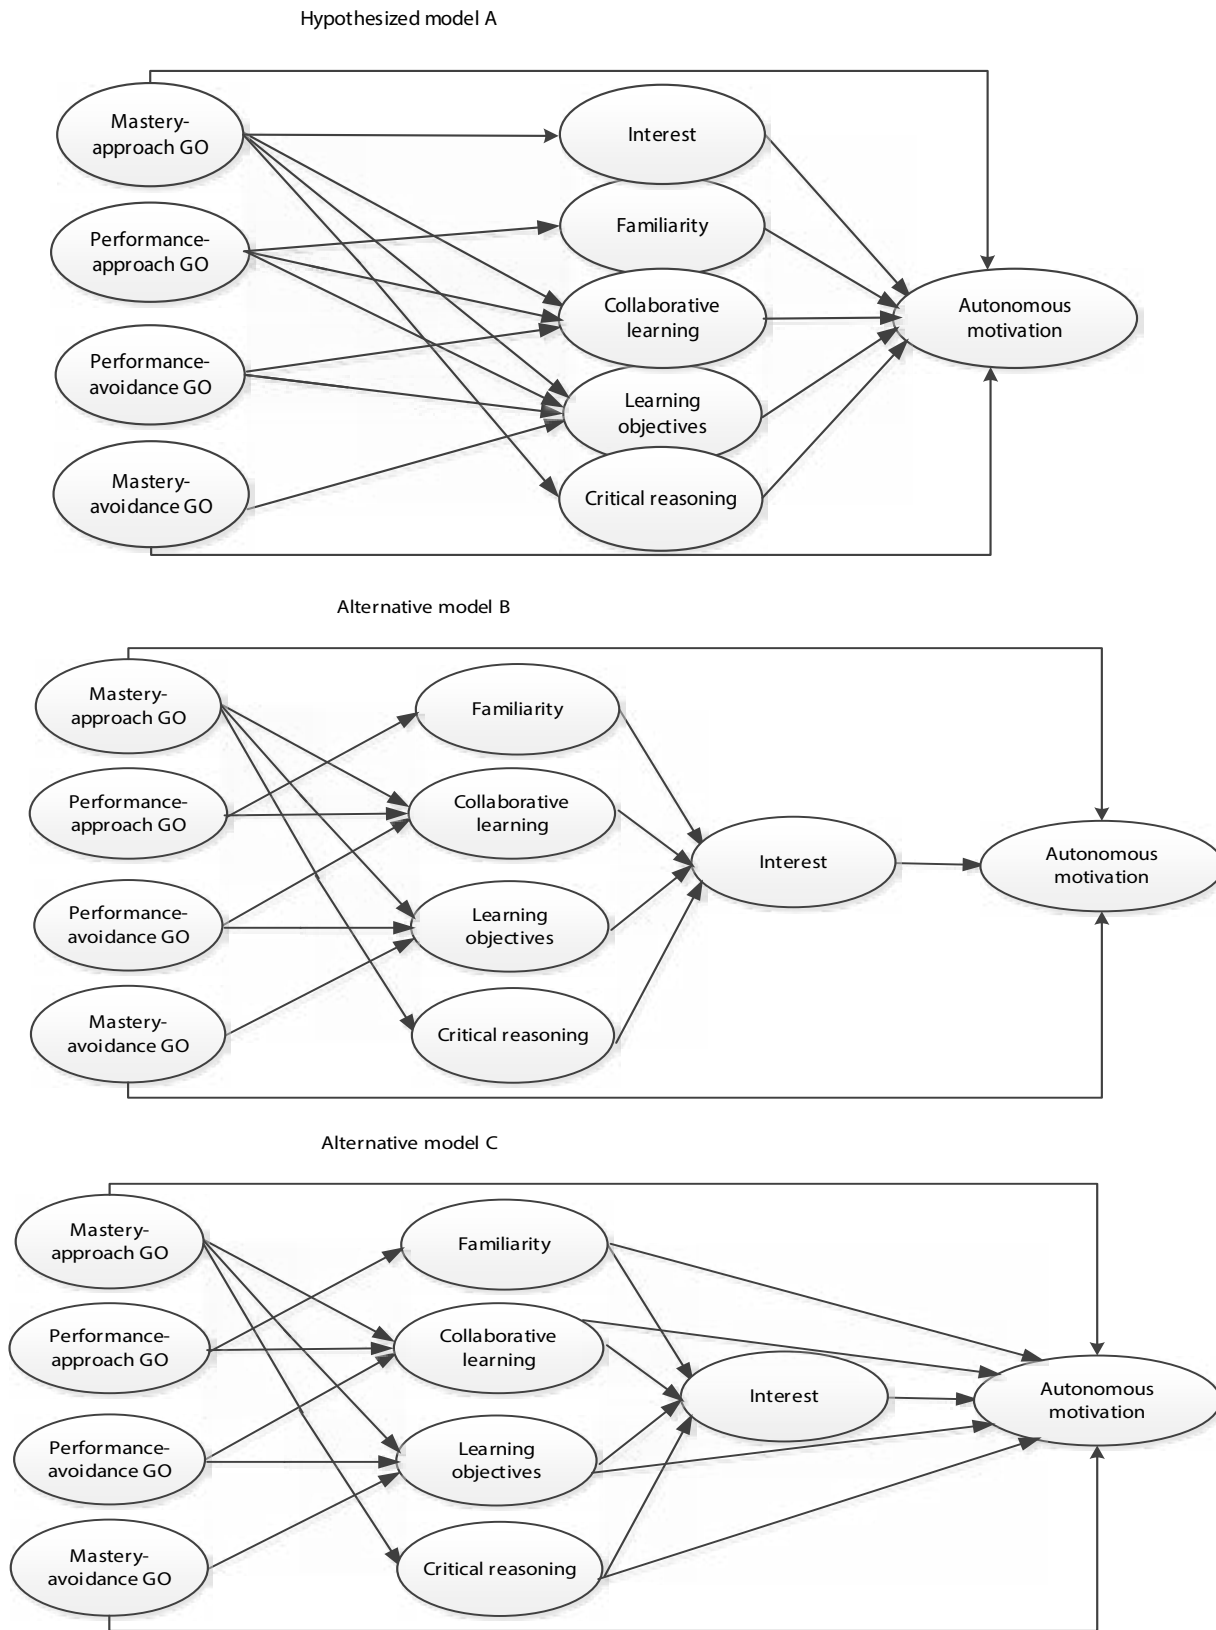 Hypothesized model A
Mastery-
approach GO
Performance-
approach GO
Performance-
avoidance GO
Mastery-
avoidance GO
Interest
Familiarity
Collaborative
learning
Learning
objectives
Critical reasoning
Autonomous
motivation
Alternative model B
Mastery-
approach GO
Performance-
approach GO
Performance-
avoidance GO
Mastery-
avoidance GO
Familiarity
Collaborative
learning
Learning
objectives
Critical reasoning
Interest
Autonomous
motivation
Alternative model C
Mastery-
approach GO
Performance-
approach GO
Performance-
avoidance GO
Mastery-
avoidance GO
Familiarity
Collaborative
learning
Learning
objectives
Critical reasoning
Interest
Autonomous
motivation